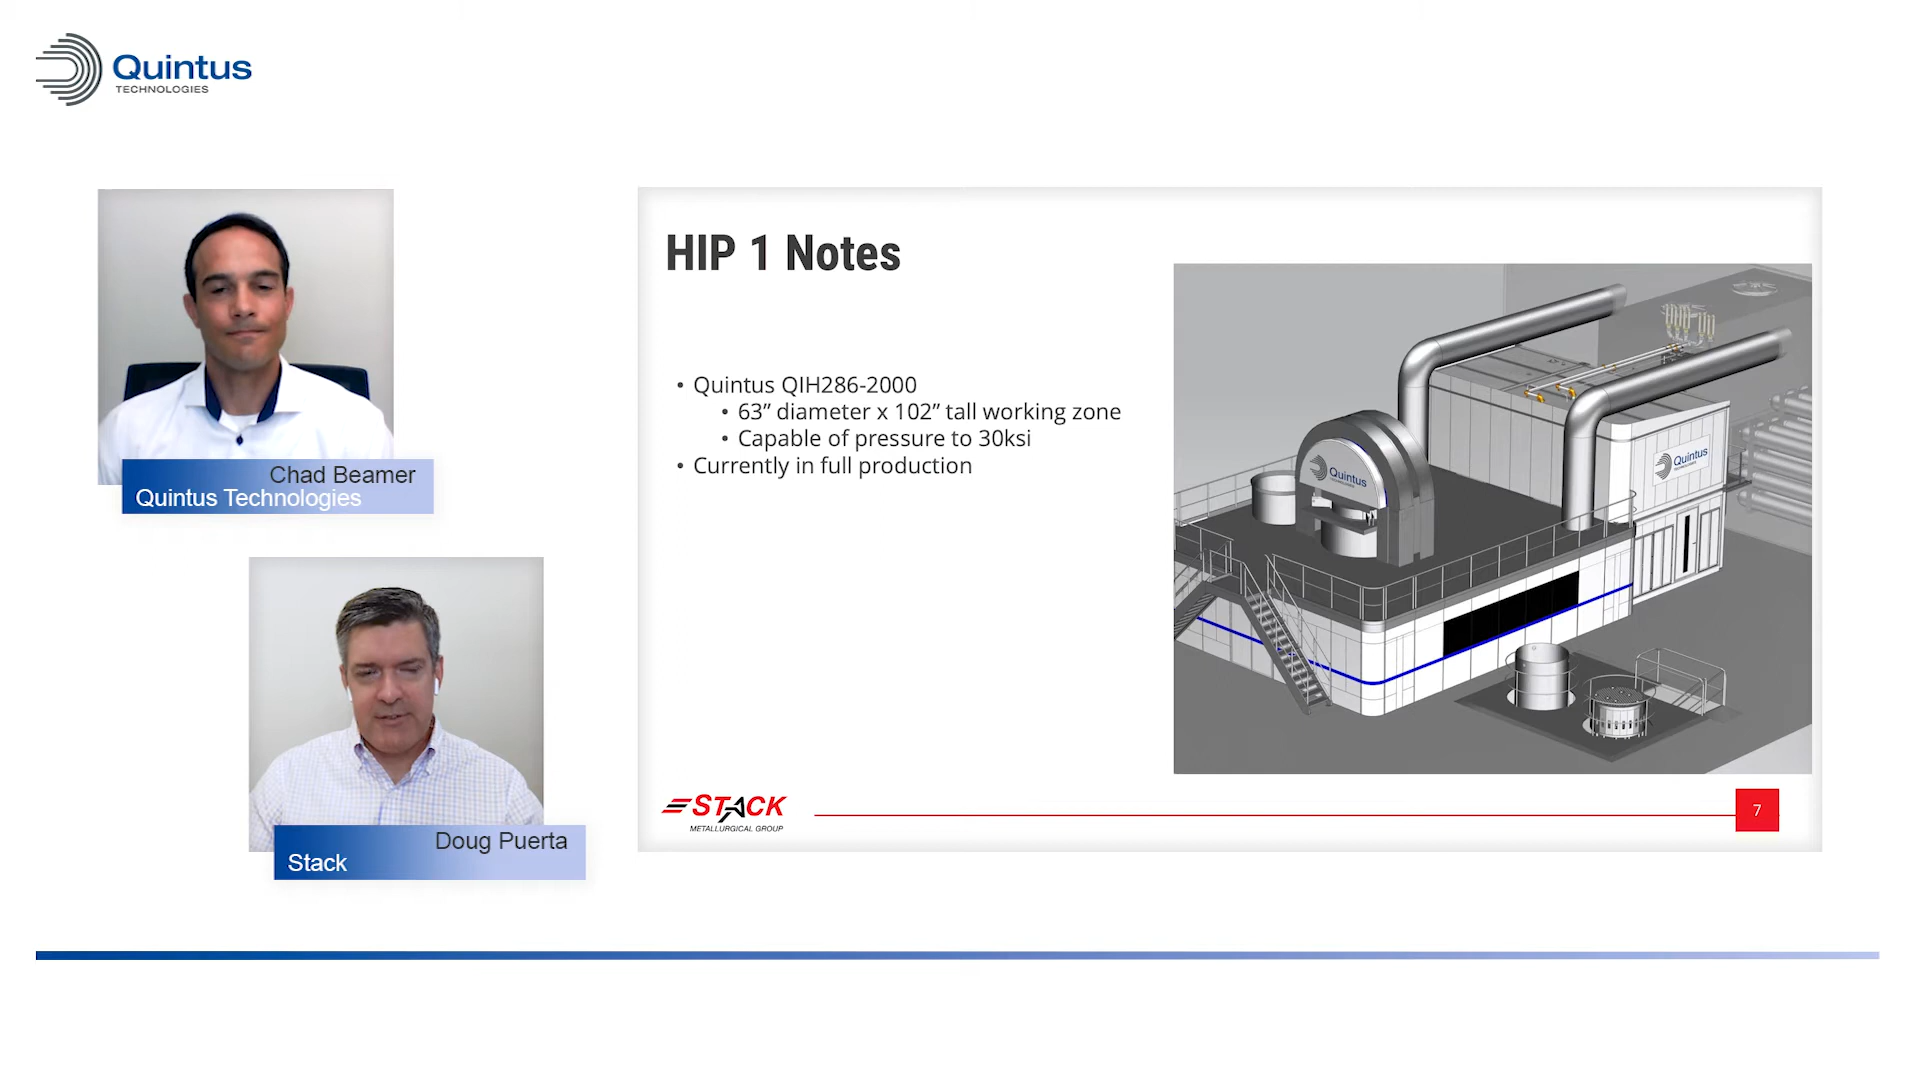 Quintus
TECHNOLOGIES
Chad Beamer
Quintus Technologies
Doug Puerta
Stack
HIP 1 Notes
• Quintus QIH286-2000
• 63” diameter x 102” tall working zone
• Capable of pressure to 30ksi
• Currently in full production
Quintus
Quintus
STACK
METALLURGICAL GROUP
7